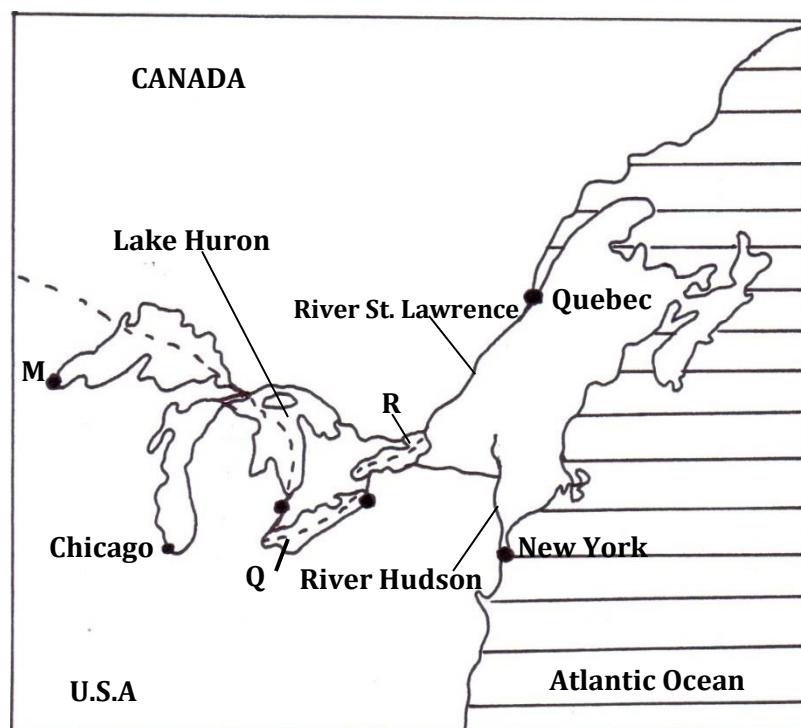 CANADA
Lake Huron
River St. Lawrence
Quebec
M
R
Chicago
Q
River Hudson
New York
U.S.A
Atlantic Ocean